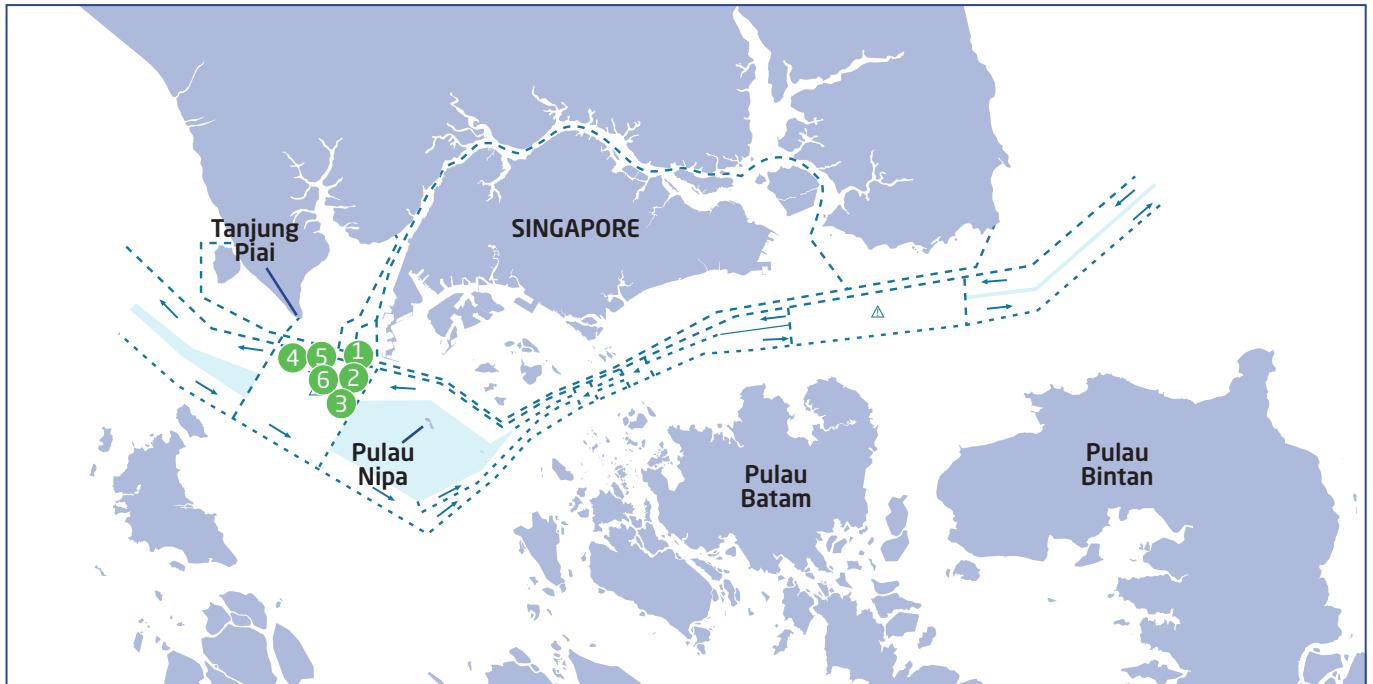 Tanjung
Piai
SINGAPORE
4
5
1
6
2
3
Pulau
Nipa
Pulau
Batam
Pulau
Bintan